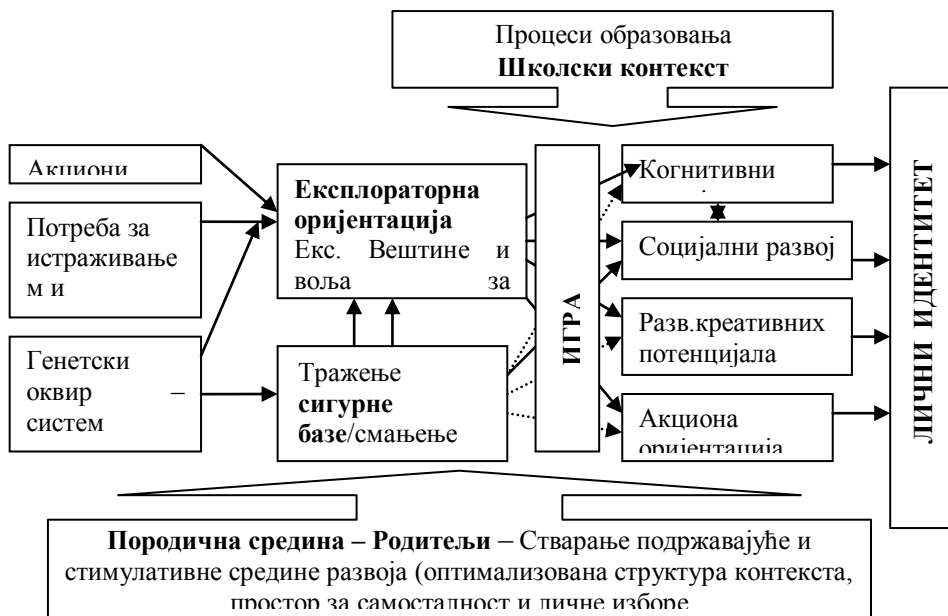 Процеси образовања
Школски контекст
Акциони
Потреба за
истраживање
м и
Генетски
оквир –
систем
Експлораторна
оријентација
Екс. Вештине и
воља за
Тражење
сигурне
базе/смањење
ИГРА
Когнитивни
Социјални развој
Разв.креативних
потенцијала
Акциона
оријентација
ЛИЧНИ ИДЕНТИТЕТ
Породична средина – Родитељи – Стварање подржавајуће и
стимулативне средине развоја (оптимализована структура контекста,
простор за самосталност и личне изборе